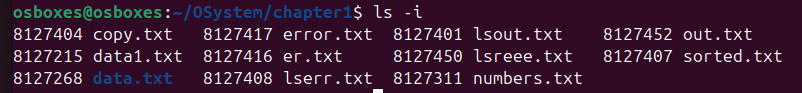 osboxes@osboxes:~/OSystem/chapter1$ ls -i
8127404 copy.txt 8127417 error.txt 8127401 lsout.txt 8127452 out.txt
8127215 data1.txt 8127416 er.txt 8127450 lsreee.txt 8127407 sorted.txt
8127268 data.txt 8127408 lserr.txt 8127311 numbers.txt